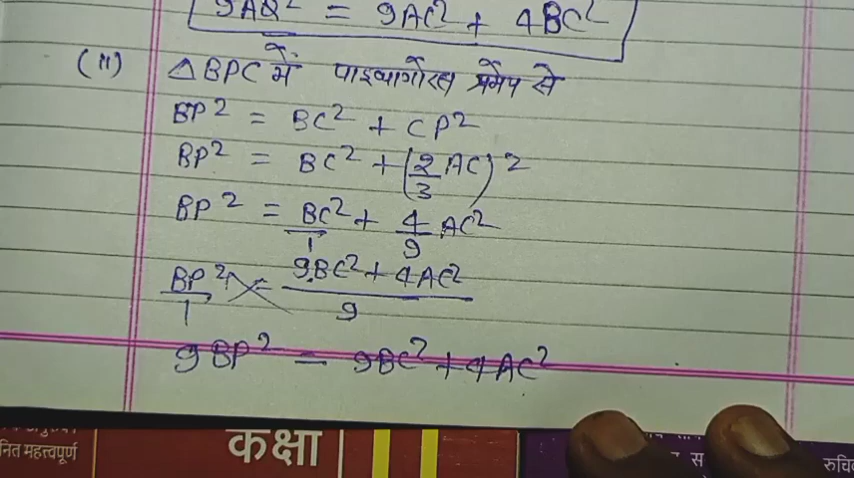 9AQ² = 9AC² + 4BC²
(11) △BPC में पाइथागोरस प्रमेय से
BP² = BC² + CP²
BP² = BC² + (2/3 AC)²
BP² = BC²/1 + 4/9 AC²
BP²/1 = 9BC² + 4AC²/9
9BP² = 9BC² + 4AC²
नित महत्वपूर्ण
कक्षा
स
रुचि